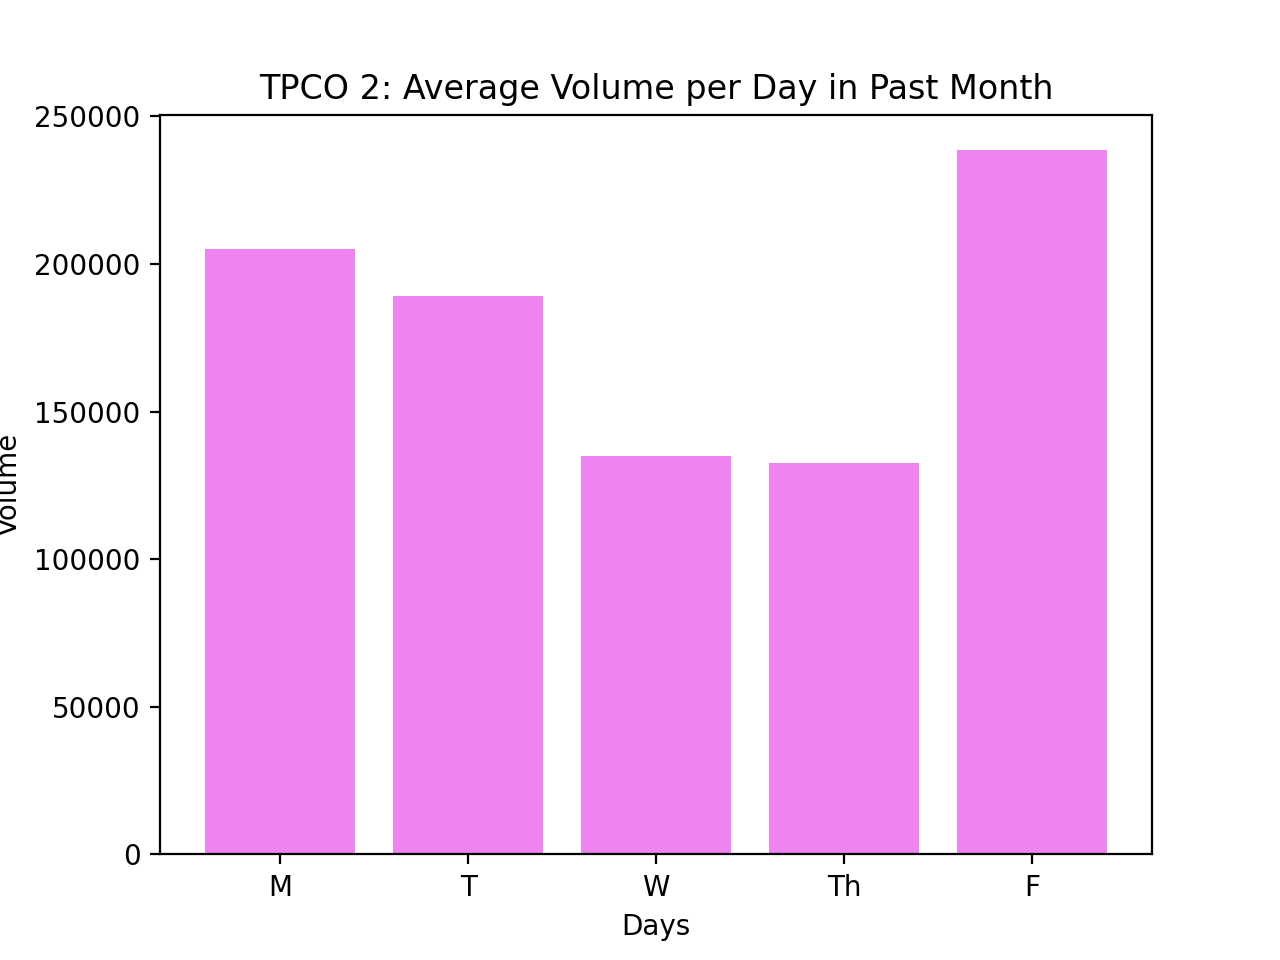 TPCO 2: Average Volume per Day in Past Month
250000
200000
150000
100000
50000
0
Volume
M T W Th F
Days